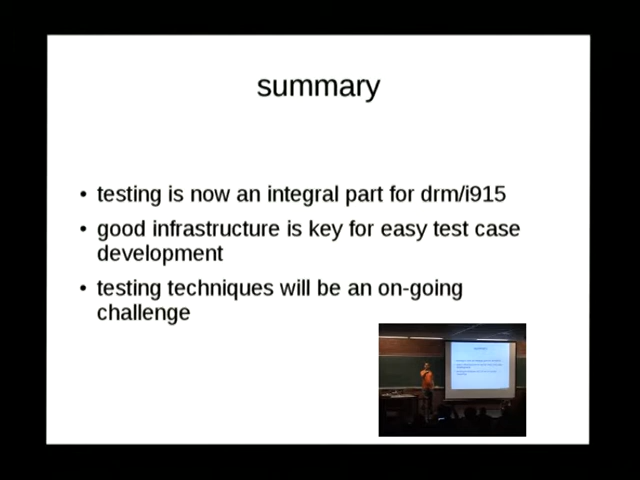 summary
• testing is now an integral part for drm/i915
• good infrastructure is key for easy test case
development
• testing techniques will be an on-going
challenge